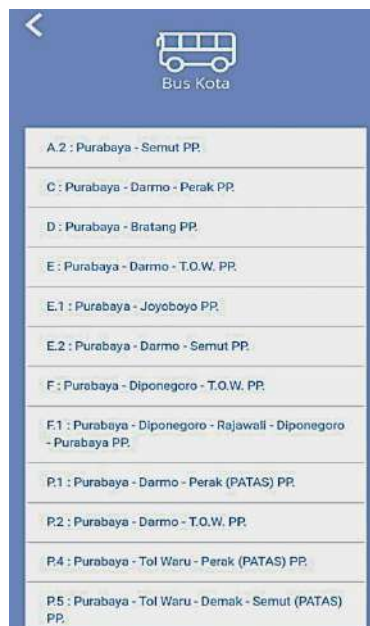 Bus Kota
A.2 : Purabaya - Semut PP.
C : Purabaya - Darmo - Perak PP.
D : Purabaya - Bratang PP.
E : Purabaya - Darmo - T.O.W. PP.
E.1 : Purabaya - Joyoboyo PP.
E.2 : Purabaya - Darmo - Semut PP.
F : Purabaya - Diponegoro - T.O.W. PP.
F.1 : Purabaya - Diponegoro - Rajawali - Diponegoro
- Purabaya PP.
P.1 : Purabaya - Darmo - Perak (PATAS) PP.
P.2 : Purabaya - Darmo - T.O.W. PP.
P.4 : Purabaya - Tol Waru - Perak (PATAS) PP.
P.5 : Purabaya - Tol Waru - Demak - Semut (PATAS)
PP.